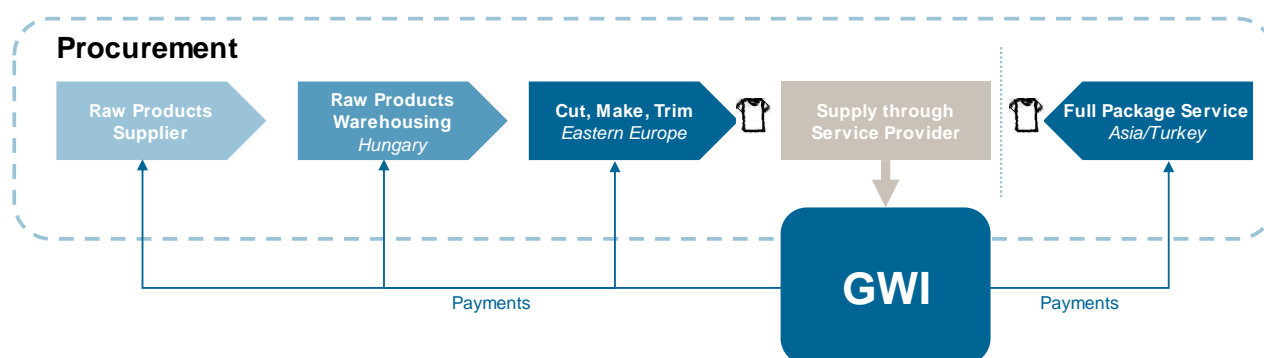 Procurement
Raw Products
Supplier
Raw Products
Warehousing
Hungary
Cut, Make, Trim
Eastern Europe
Supply through
Service Provider
Full Package Service
Asia/Turkey
GWI
Payments
Payments